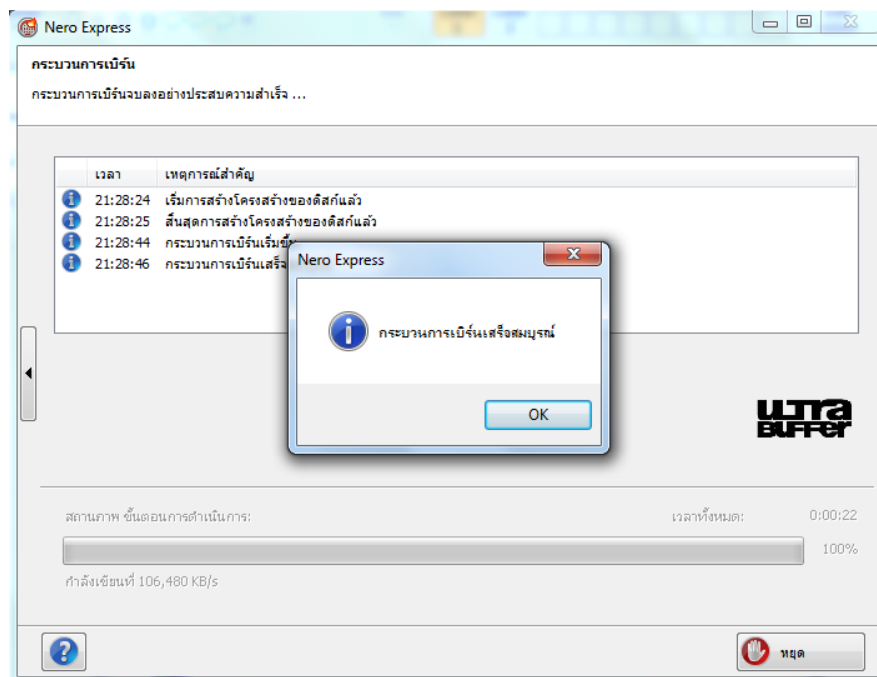 Nero Express
กระบวนการเบิร์น
กระบวนการเบิร์นจบลงอย่างประสบความสำเร็จ ...
เวลา เหตุการณ์สำคัญ
21:28:24 เริ่มการสร้างโครงสร้างของดิสก์แล้ว
21:28:25 สิ้นสุดการสร้างโครงสร้างของดิสก์แล้ว
21:28:44 กระบวนการเบิร์นเริ่มขึ้น
21:28:46 กระบวนการเบิร์นเสร็จ
Nero Express
กระบวนการเบิร์นเสร็จสมบูรณ์
OK
ULTRA
BUFFER
สถานภาพ ขั้นตอนการดำเนินการ: เวลาทั้งหมด: 0:00:22
100%
กำลังเขียนที่ 106,480 KB/s
หยุด